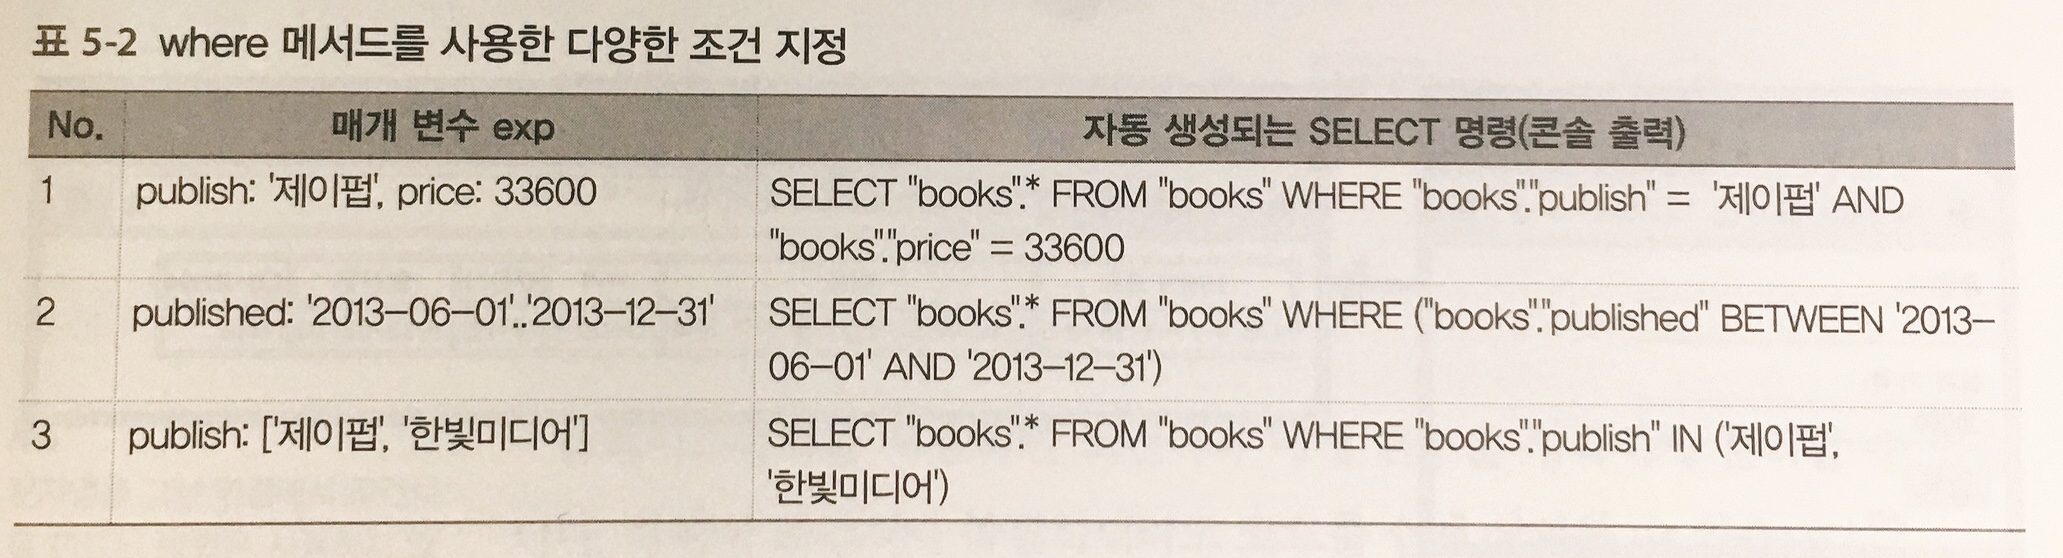 표 5-2 where 메서드를 사용한 다양한 조건 지정
No. 매개 변수 exp 자동 생성되는 SELECT 명령(콘솔 출력)
1 publish: '제이펍', price: 33600 SELECT "books".* FROM "books" WHERE "books"."publish" = '제이펍' AND
"books"."price" = 33600
2 published: '2013-06-01'..'2013-12-31' SELECT "books".* FROM "books" WHERE ("books"."published" BETWEEN '2013-
06-01' AND '2013-12-31')
3 publish: ['제이펍', '한빛미디어'] SELECT "books".* FROM "books" WHERE "books"."publish" IN ('제이펍',
'한빛미디어')